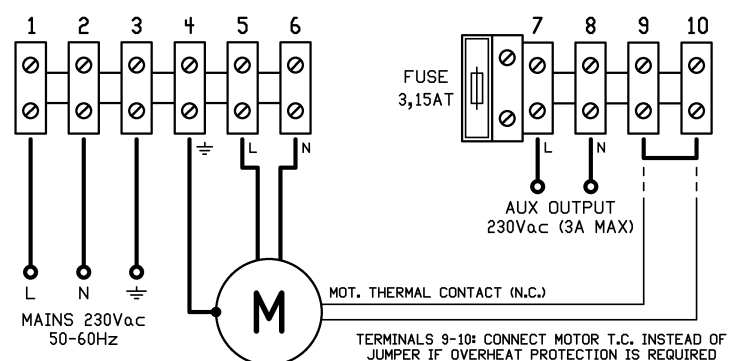 1 2 3 4 5 6 7 8 9 10
FUSE
3,15AT
L N L N
AUX OUTPUT
230Vac (3A MAX)
L N
MAINS 230Vac
50-60Hz
M
MOT. THERMAL CONTACT (N.C.)
TERMINALS 9-10: CONNECT MOTOR T.C. INSTEAD OF
JUMPER IF OVERHEAT PROTECTION IS REQUIRED